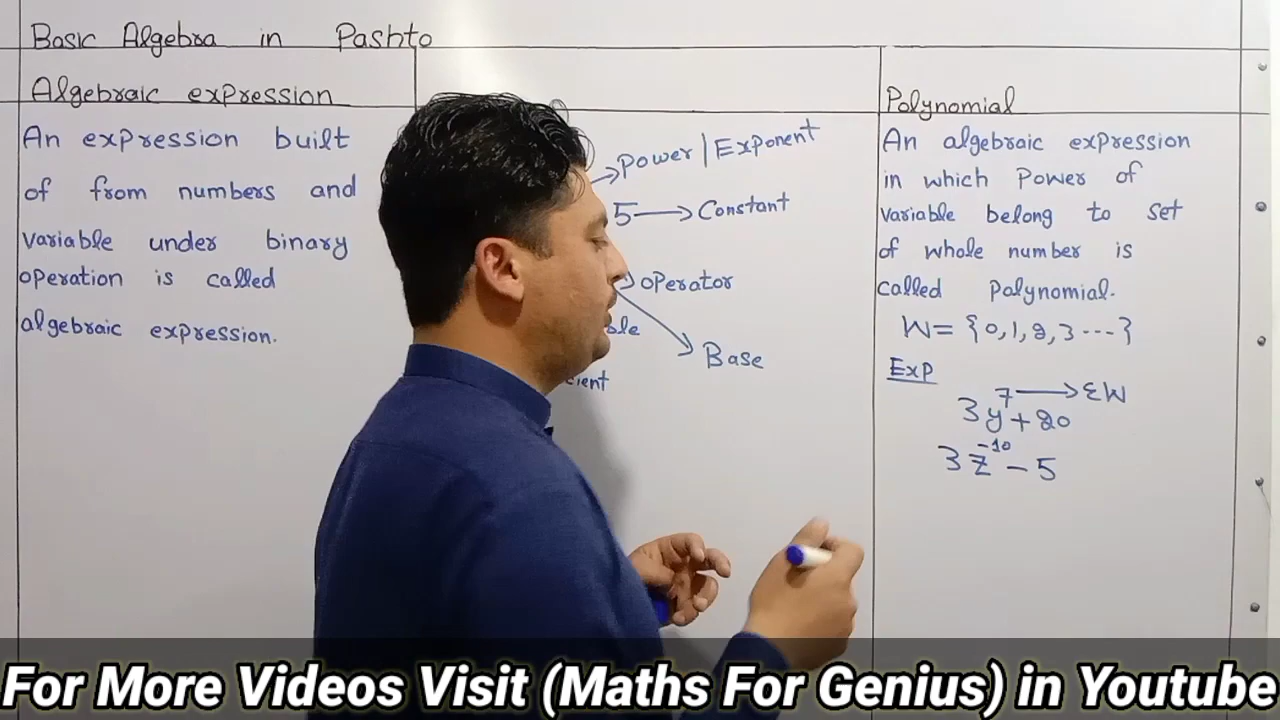 Basic Algebra in Pashto
Algebraic expression
An expression built
of from numbers and
variable under binary
operation is called
algebraic expression.
Power | Exponent
5 → Constant
operator
Base
Polynomial
An algebraic expression
in which Power of
variable belong to set
of whole number is
called Polynomial.
W = {0, 1, 2, 3 ----}
Exp
3y⁷ + 20 → ∈ W
3z⁻¹⁰ - 5
For More Videos Visit (Maths For Genius) in Youtube